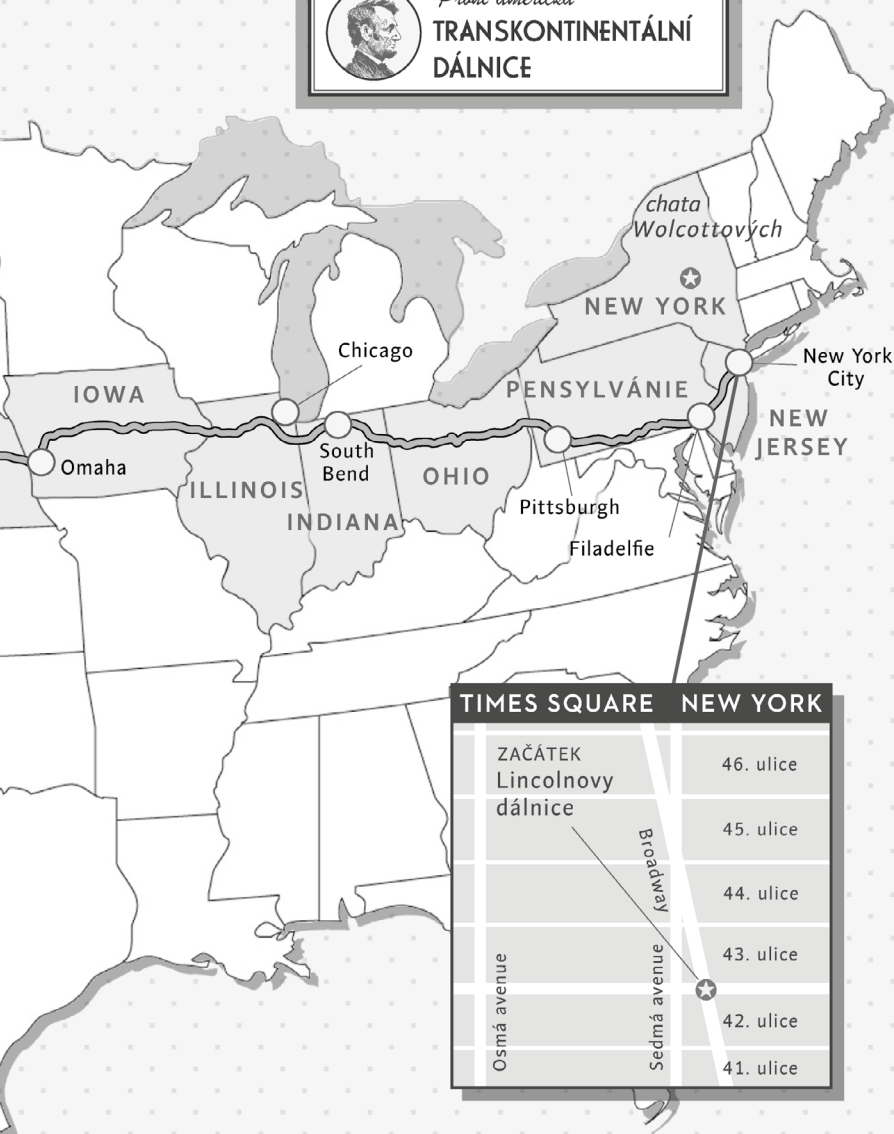 První americká
TRANSKONTINENTÁLNÍ
DÁLNICE
chata
Wolcottových
NEW YORK
Chicago
New York
City
IOWA
PENSYLVÁNIE
NEW
JERSEY
Omaha
South
Bend
OHIO
ILLINOIS
INDIANA
Pittsburgh
Filadelfie
TIMES SQUARE NEW YORK
ZAČÁTEK
Lincolnovy
dálnice
46. ulice
45. ulice
Broadway
44. ulice
43. ulice
Osmá avenue
Sedmá avenue
42. ulice
41. ulice